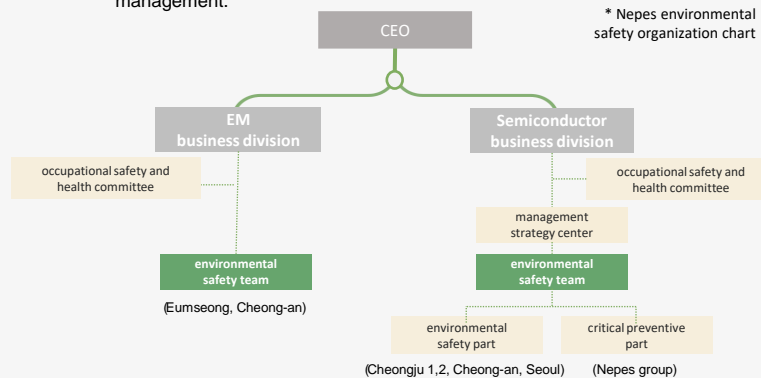 management.
* Nepes environmental
safety organization chart
CEO
EM
business division
Semiconductor
business division
occupational safety and
health committee
occupational safety and
health committee
management
strategy center
environmental
safety team
environmental
safety team
(Eumseong, Cheong-an)
environmental
safety part
critical preventive
part
(Cheongju 1,2, Cheong-an, Seoul)
(Nepes group)